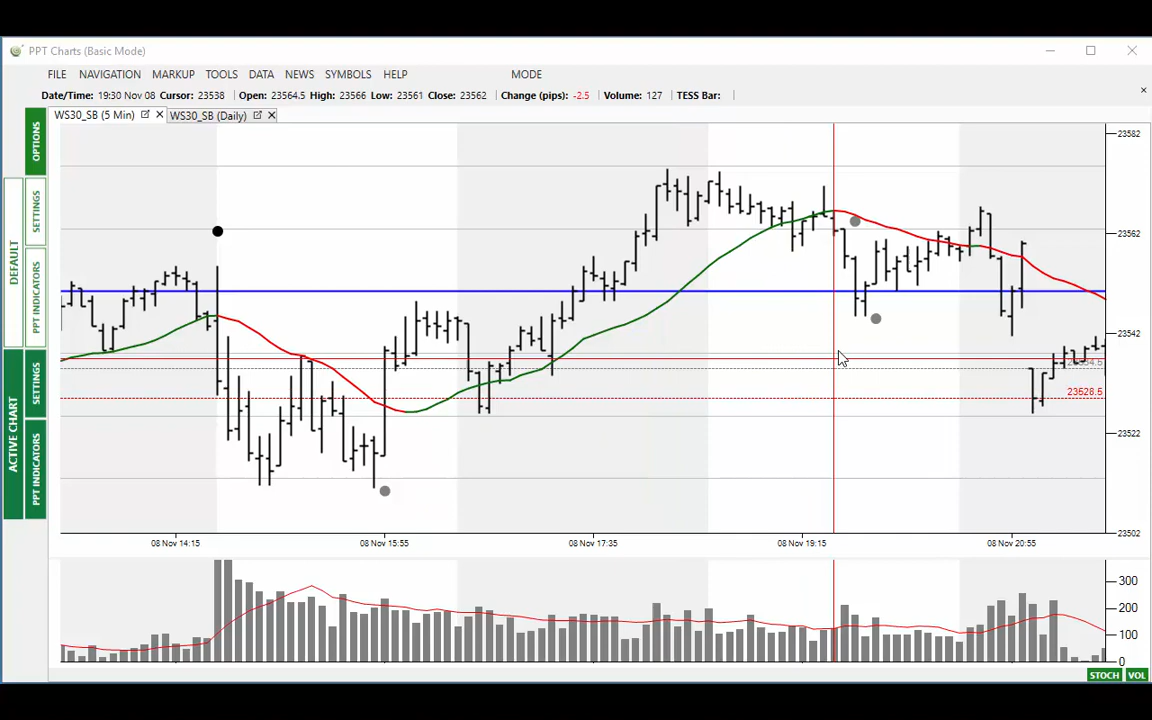 PPT Charts (Basic Mode)
FILE NAVIGATION MARKUP TOOLS DATA NEWS SYMBOLS HELP MODE
Date/Time: 19:30 Nov 08 Cursor: 23538 Open: 23564.5 High: 23566 Low: 23561 Close: 23562 Change (pips): -2.5 Volume: 127 TESS Bar:
WS30_SB (5 Min) WS30_SB (Daily)
OPTIONS
DEFAULT
SETTINGS
PPT INDICATORS
ACTIVE CHART
SETTINGS
PPT INDICATORS
23582
23562
23542
23528.5
23522
23502
08 Nov 14:15 08 Nov 15:55 08 Nov 17:35 08 Nov 19:15 08 Nov 20:55
300
200
100
0
STOCH VOL